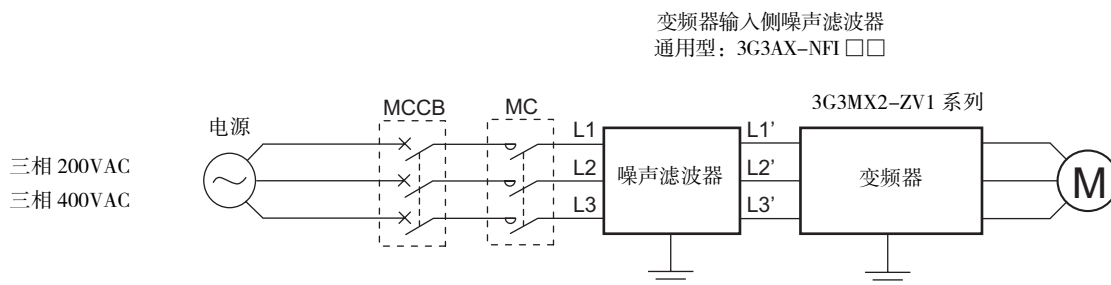 变频器输入侧噪声滤波器
通用型：3G3AX-NFI□□
3G3MX2-ZV1 系列
MCCB
MC
电源
L1
L1’
三相 200VAC
L2
噪声滤波器
L2’
变频器
M
三相 400VAC
L3
L3’